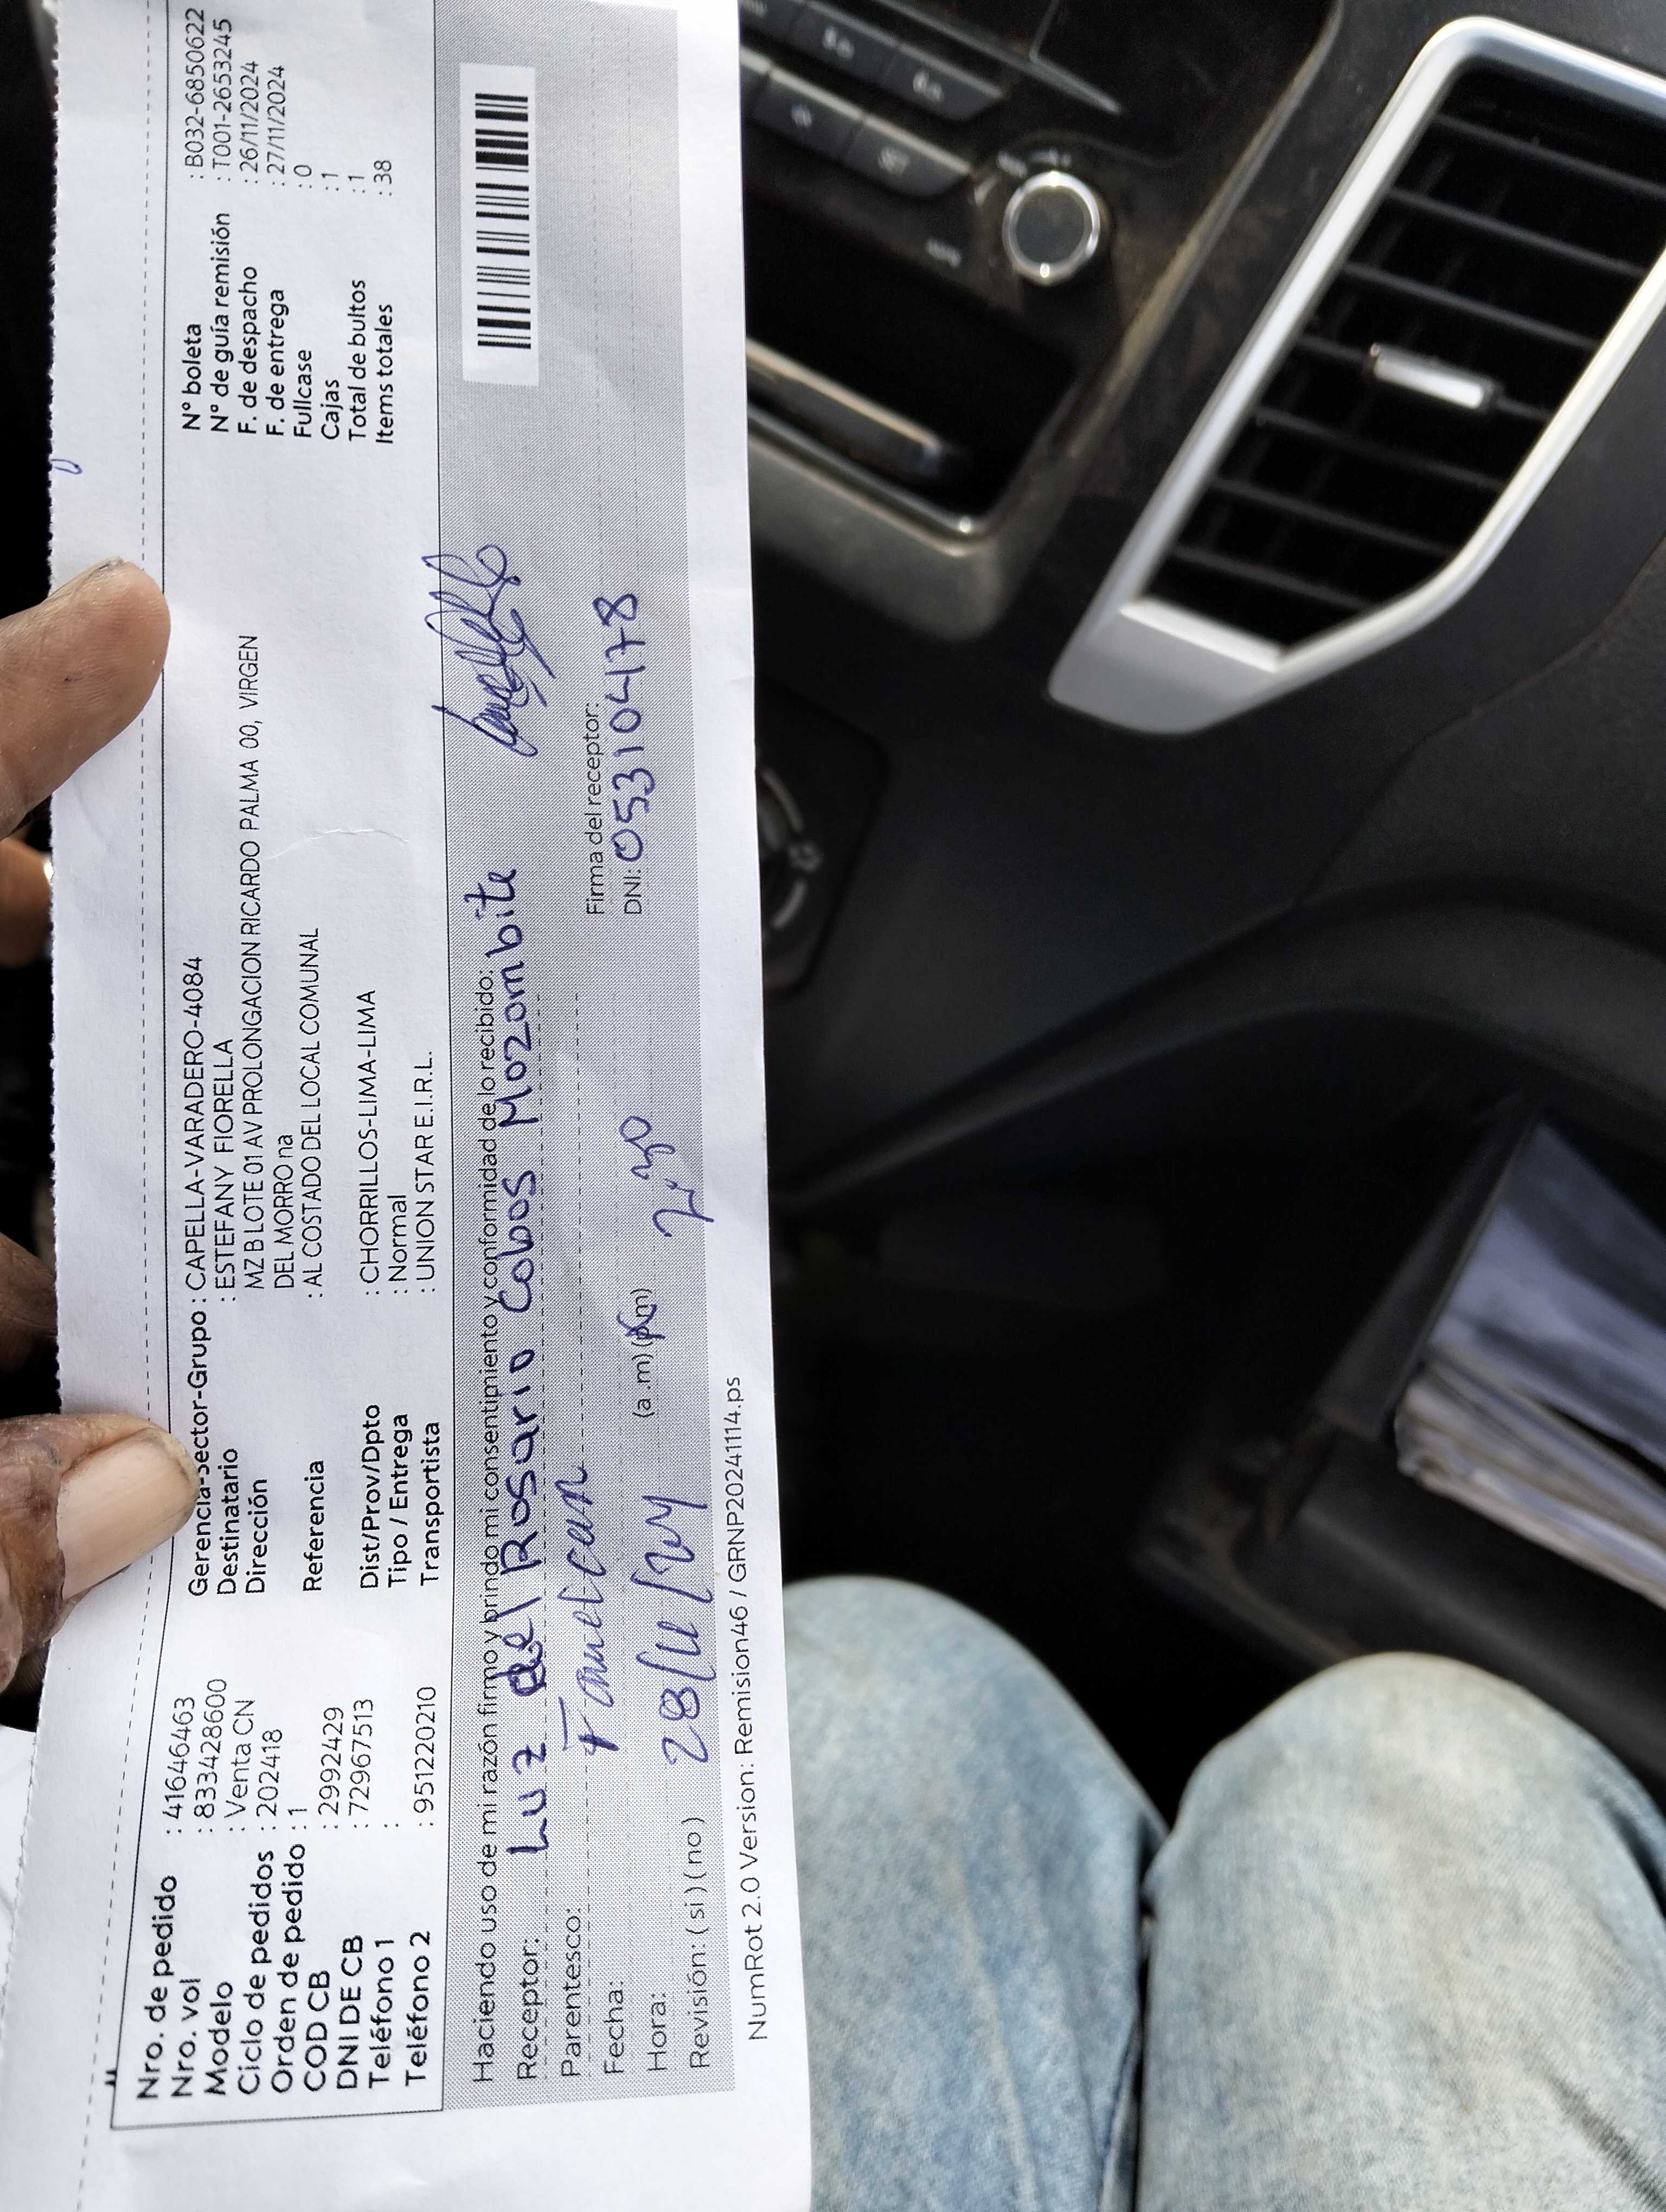 Nro. de pedido : 41646463
Nro. vol : 833428600
Modelo : Venta CN
Ciclo de pedidos : 202418
Orden de pedido : 1
COD CB : 2992429
DNI DE CB : 72967513
Teléfono 1 :
Teléfono 2 : 951220210
Gerencia-Sector-Grupo : CAPELLA-VARADERO-4084
Destinatario : ESTEFANY FIORELLA
Dirección MZ B LOTE 01 AV PROLONGACION RICARDO PALMA 00, VIRGEN
DEL MORRO na
Referencia : AL COSTADO DEL LOCAL COMUNAL
Dist/Prov/Dpto : CHORRILLOS-LIMA-LIMA
Tipo / Entrega : Normal
Transportista : UNION STAR E.I.R.L.
N° boleta : B032-6850622
N° de guía remisión : T001-2653245
F. de despacho : 26/11/2024
F. de entrega : 27/11/2024
Fullcase : 0
Cajas : 1
Total de bultos : 1
Items totales : 38
Haciendo uso de mi razón firmo y brindo mi consentimiento y conformidad de lo recibido:
Receptor: Luz del Rosario Cobos Mozombite
Parentesco:
Firma del receptor:
Fecha: DNI: 05310478
Hora: 28/11/24 (a.m) (p.m) 2:30
Revisión: (si) (no)
NumRot 2.0 Version: Remision46 / GRNP20241114.ps